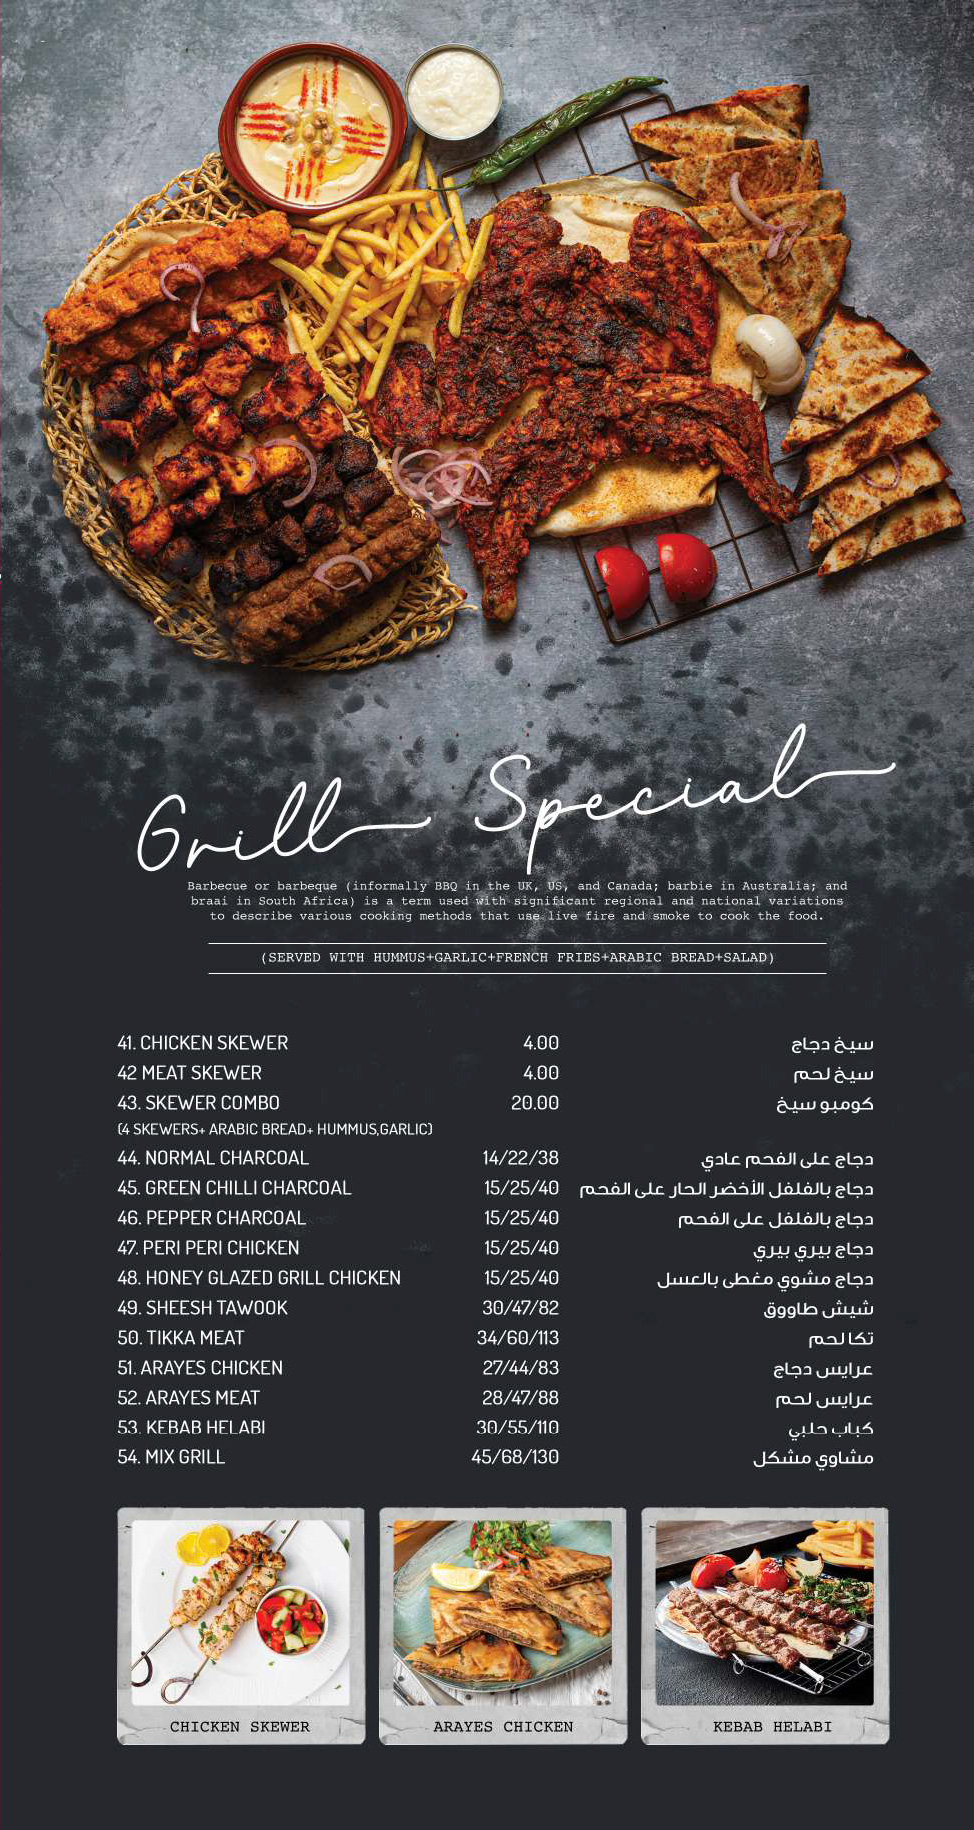 Grill Special
Barbecue or barbeque (informally BBQ in the UK, US, and Canada; barbie in Australia; and
braai in South Africa) is a term used with significant regional and national variations
to describe various cooking methods that use live fire and smoke to cook the food.
(SERVED WITH HUMMUS+GARLIC+FRENCH FRIES+ARABIC BREAD+SALAD)
41. CHICKEN SKEWER 4.00 سيخ دجاج
42 MEAT SKEWER 4.00 سيخ لحم
43. SKEWER COMBO 20.00 كومبو سيخ
(4 SKEWERS+ ARABIC BREAD+ HUMMUS,GARLIC)
44. NORMAL CHARCOAL 14/22/38 دجاج على الفحم عادي
45. GREEN CHILLI CHARCOAL 15/25/40 دجاج بالفلفل الأخضر الحار على الفحم
46. PEPPER CHARCOAL 15/25/40 دجاج بالفلفل على الفحم
47. PERI PERI CHICKEN 15/25/40 دجاج بيري بيري
48. HONEY GLAZED GRILL CHICKEN 15/25/40 دجاج مشوي مغطى بالعسل
49. SHEESH TAWOOK 30/47/82 شيش طاووق
50. TIKKA MEAT 34/60/113 تكا لحم
51. ARAYES CHICKEN 27/44/83 عرايس دجاج
52. ARAYES MEAT 28/47/88 عرايس لحم
53. KEBAB HELABI 30/55/110 كباب حلبي
54. MIX GRILL 45/68/130 مشاوي مشكل
CHICKEN SKEWER
ARAYES CHICKEN
KEBAB HELABI